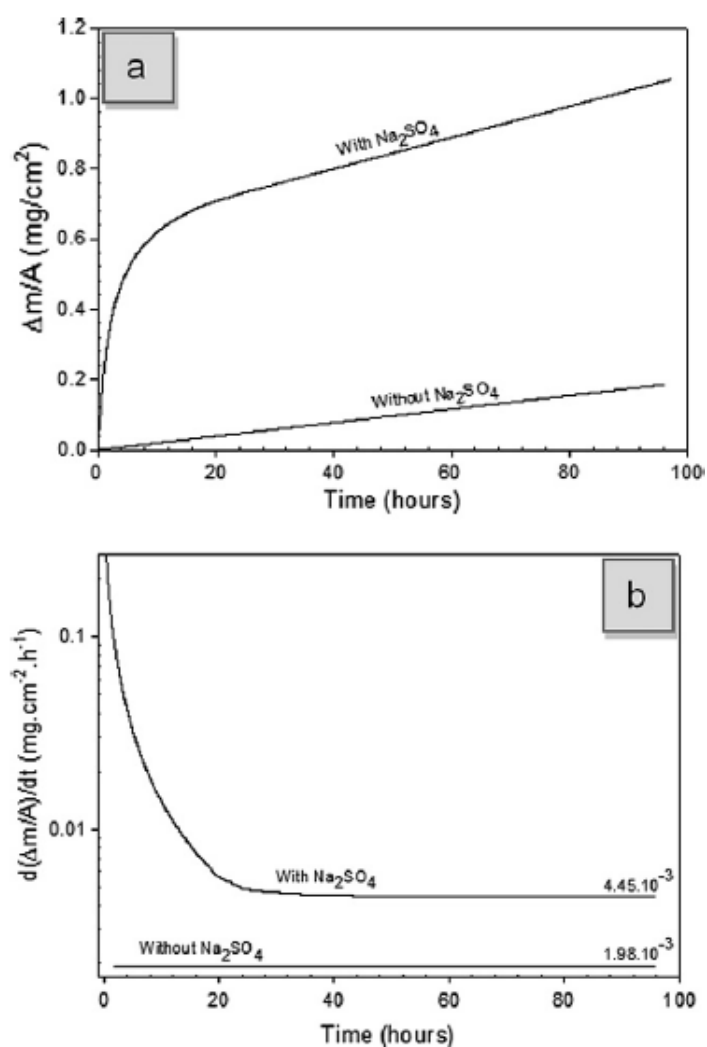 a
1.2
1.0
0.8
0.6
0.4
0.2
0.0
Δm/A (mg/cm²)
With Na₂SO₄
Without Na₂SO₄
0 20 40 60 80 100
Time (hours)
b
0.1
0.01
d(Δm/A)/dt (mg.cm⁻².h⁻¹)
With Na₂SO₄
4.45.10⁻³
Without Na₂SO₄
1.98.10⁻³
0 20 40 60 80 100
Time (hours)